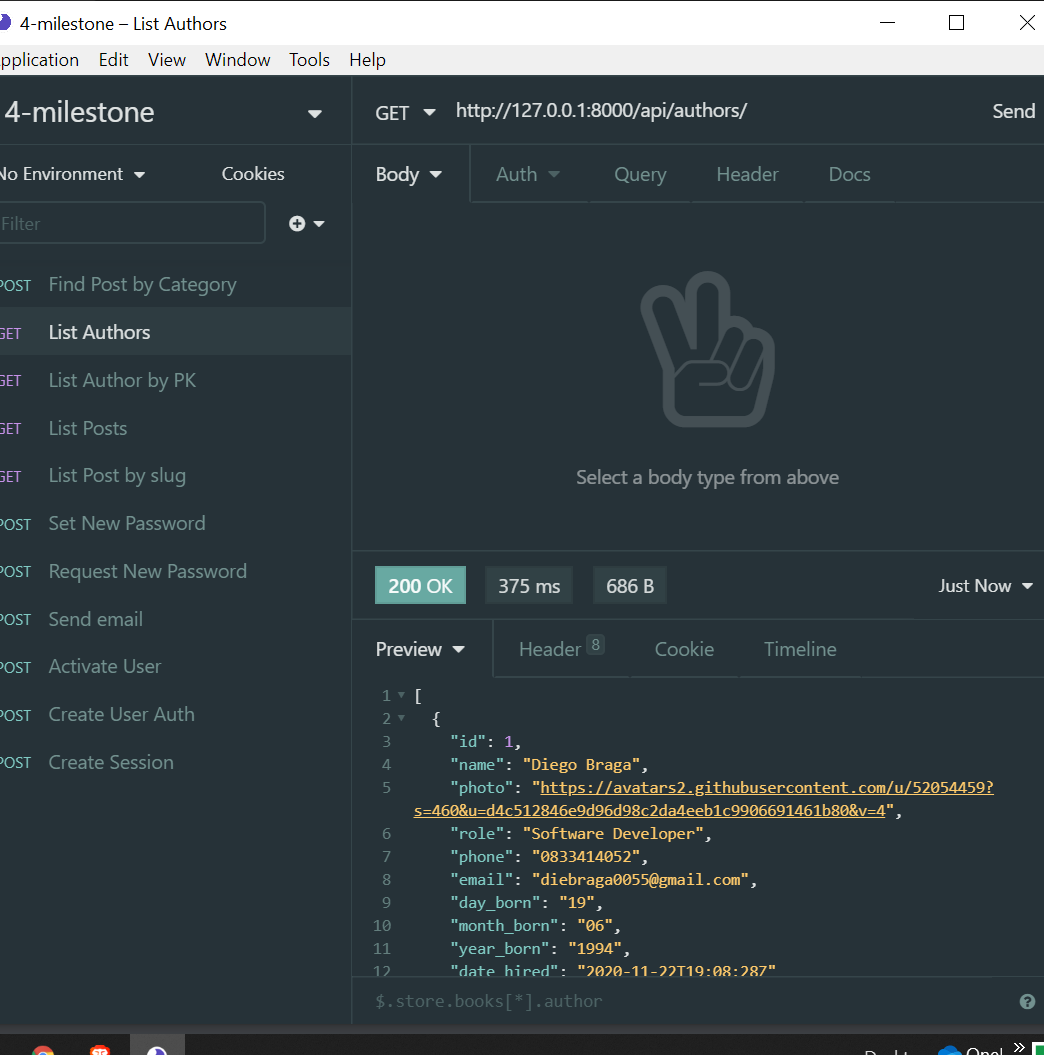 4-milestone – List Authors
pplication Edit View Window Tools Help
4-milestone
GET http://127.0.0.1:8000/api/authors/ Send
No Environment Cookies
Body Auth Query Header Docs
Filter
POST Find Post by Category
GET List Authors
GET List Author by PK
GET List Posts
GET List Post by slug
POST Set New Password
POST Request New Password
POST Send email
POST Activate User
POST Create User Auth
POST Create Session
Select a body type from above
200 OK 375 ms 686 B Just Now
Preview Header 8 Cookie Timeline
1 [
2 {
3 "id": 1,
4 "name": "Diego Braga",
5 "photo": "https://avatars2.githubusercontent.com/u/52054459?
s=460&u=d4c512846e9d96d98c2da4eeb1c9906691461b80&v=4",
6 "role": "Software Developer",
7 "phone": "0833414052",
8 "email": "diebraga0055@gmail.com",
9 "day_born": "19",
10 "month_born": "06",
11 "year_born": "1994",
12 "date_hired": "2020-11-22T19:08:28Z"
$.store.books[*].author